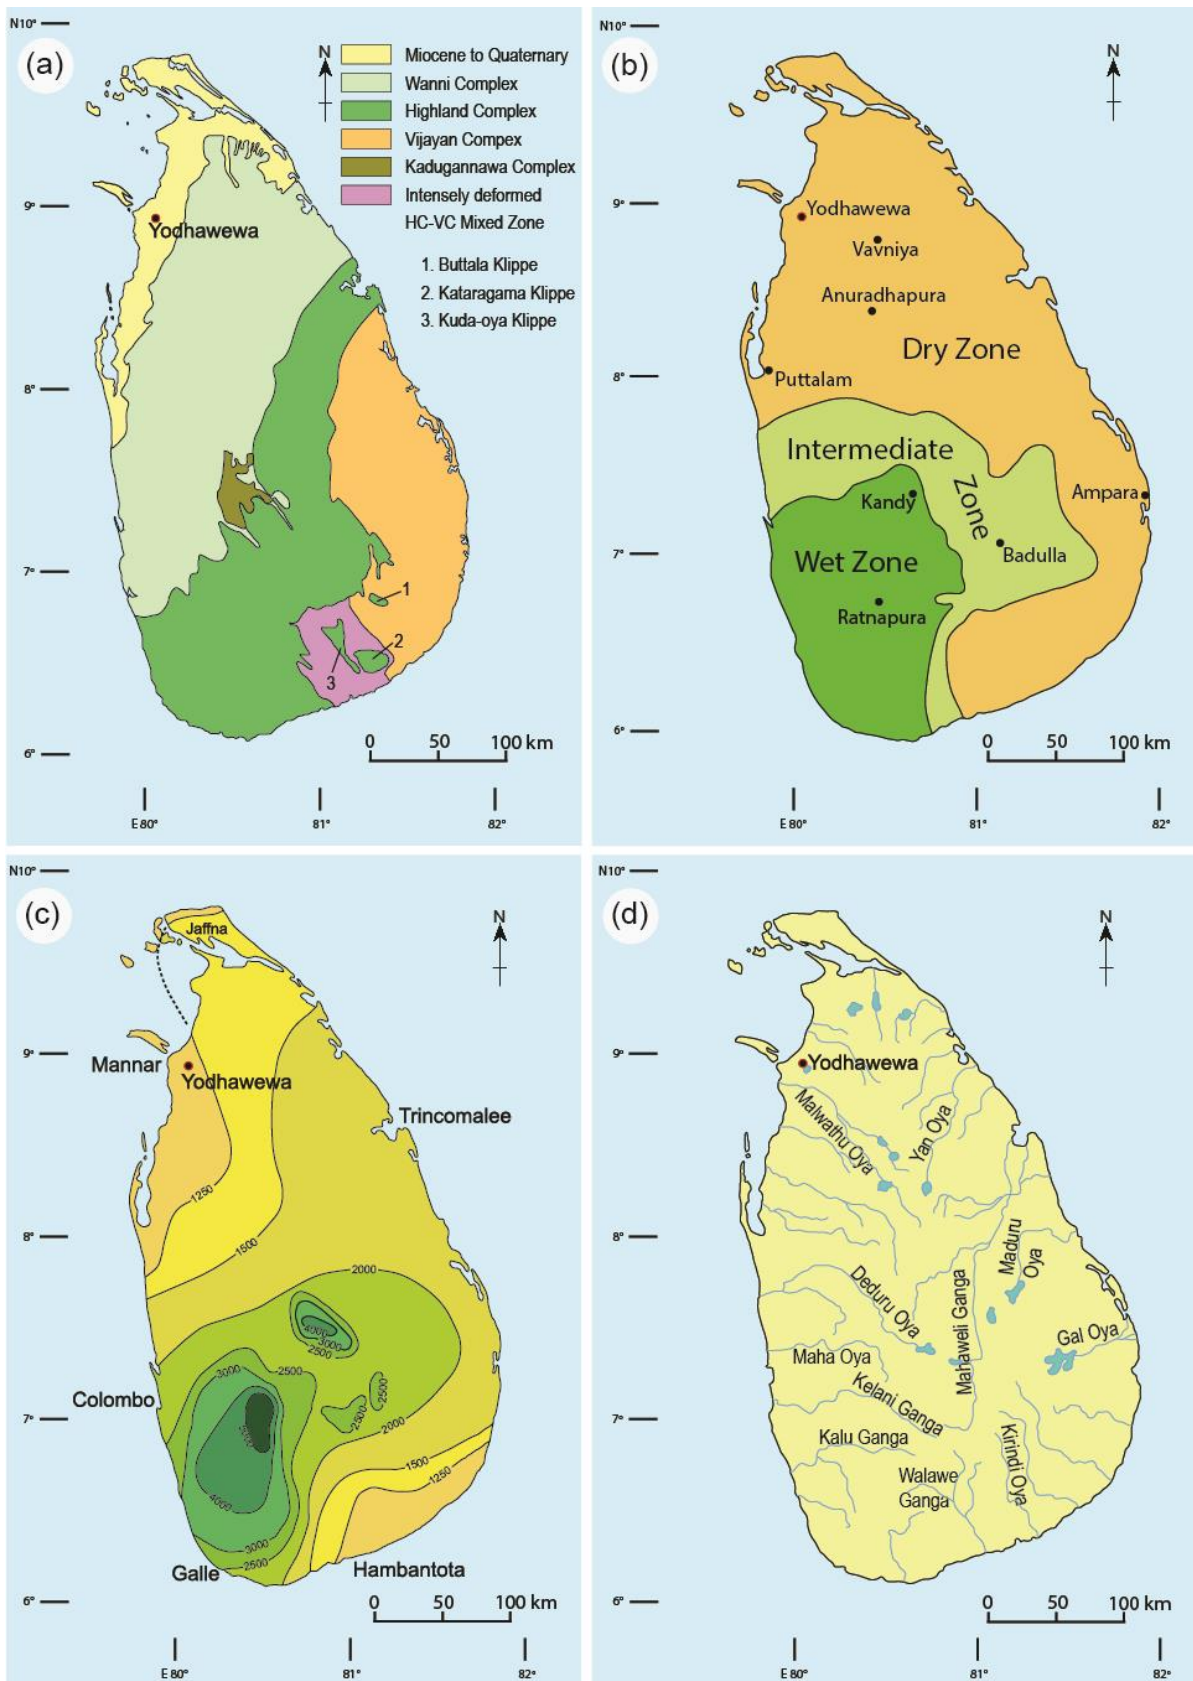 (a)
N10°
9°
8°
7°
6°
E 80°
81°
82°
N
Miocene to Quaternary
Wanni Complex
Highland Complex
Vijayan Compex
Kadugannawa Complex
Intensely deformed
HC-VC Mixed Zone
1. Buttala Klippe
2. Kataragama Klippe
3. Kuda-oya Klippe
Yodhawewa
1
2
3
0 50 100 km
(b)
N10°
9°
8°
7°
6°
E 80°
81°
82°
N
Yodhawewa
Vavniya
Anuradhapura
Dry Zone
Puttalam
Intermediate
Zone
Kandy
Ampara
Wet Zone
Badulla
Ratnapura
0 50 100 km
(c)
N10°
9°
8°
7°
6°
E 80°
81°
82°
N
Jaffna
Mannar
Yodhawewa
Trincomalee
1250
1500
2000
4000
3000
2500
3000
2500
2500
2500
2000
5000
4000
1500
1250
3000
2500
Colombo
Galle
Hambantota
0 50 100 km
(d)
N10°
9°
8°
7°
6°
E 80°
81°
82°
N
Yodhawewa
Malwathu Oya
Yan Oya
Maduru
Oya
Deduru Oya
Mahaweli Ganga
Gal Oya
Maha Oya
Kelani Ganga
Kalu Ganga
Kirindi Oya
Walawe
Ganga
0 50 100 km